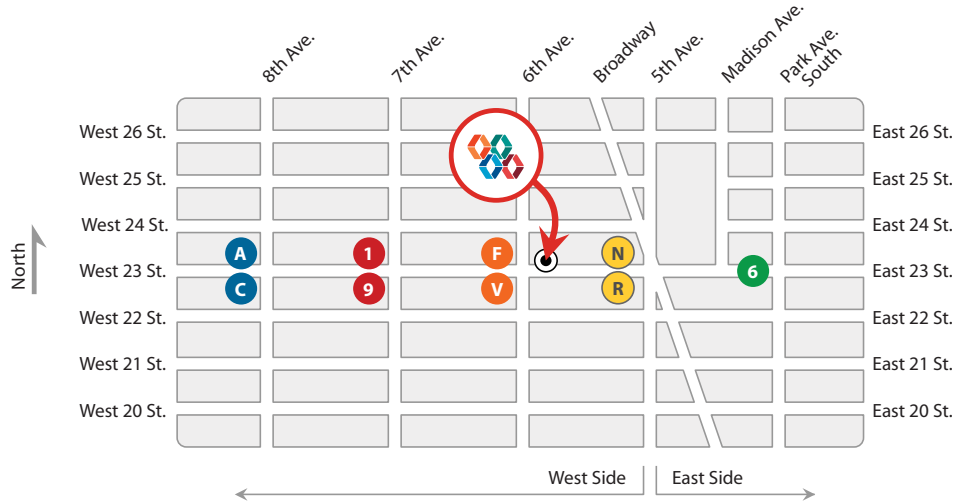 8th Ave.
7th Ave.
6th Ave.
Broadway
5th Ave.
Madison Ave.
Park Ave.
South
West 26 St.
East 26 St.
West 25 St.
East 25 St.
West 24 St.
East 24 St.
North
A
1
F
N
West 23 St.
6
East 23 St.
C
9
V
R
West 22 St.
East 22 St.
West 21 St.
East 21 St.
West 20 St.
East 20 St.
West Side
East Side